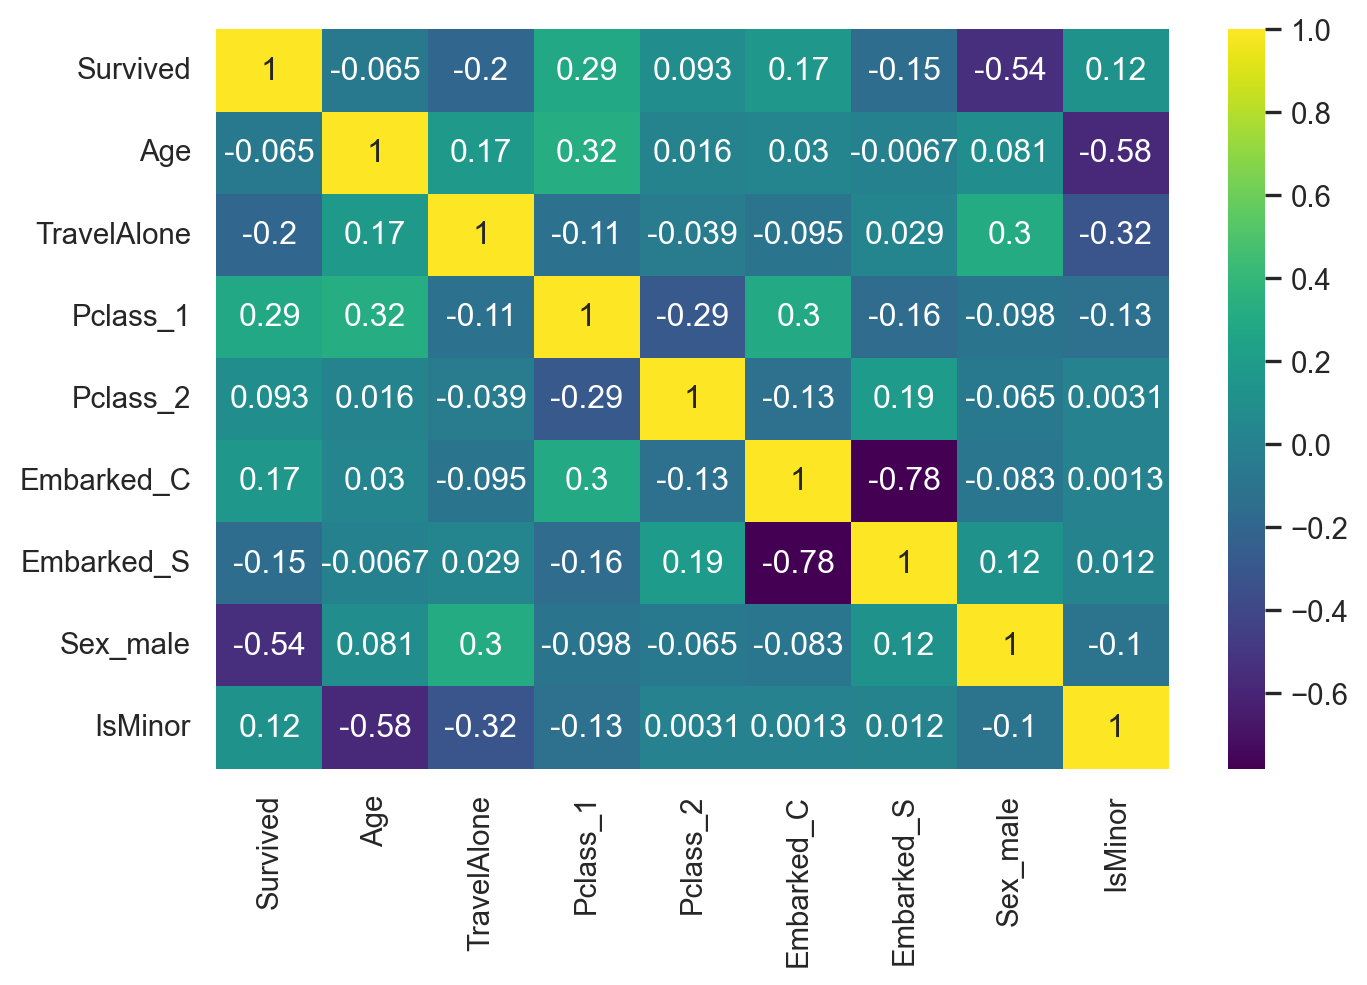 Survived 1 -0.065 -0.2 0.29 0.093 0.17 -0.15 -0.54 0.12
Age -0.065 1 0.17 0.32 0.016 0.03 -0.0067 0.081 -0.58
TravelAlone -0.2 0.17 1 -0.11 -0.039 -0.095 0.029 0.3 -0.32
Pclass_1 0.29 0.32 -0.11 1 -0.29 0.3 -0.16 -0.098 -0.13
Pclass_2 0.093 0.016 -0.039 -0.29 1 -0.13 0.19 -0.065 0.0031
Embarked_C 0.17 0.03 -0.095 0.3 -0.13 1 -0.78 -0.083 0.0013
Embarked_S -0.15 -0.0067 0.029 -0.16 0.19 -0.78 1 0.12 0.012
Sex_male -0.54 0.081 0.3 -0.098 -0.065 -0.083 0.12 1 -0.1
IsMinor 0.12 -0.58 -0.32 -0.13 0.0031 0.0013 0.012 -0.1 1
Survived
Age
TravelAlone
Pclass_1
Pclass_2
Embarked_C
Embarked_S
Sex_male
IsMinor
1.0
0.8
0.6
0.4
0.2
0.0
−0.2
−0.4
−0.6